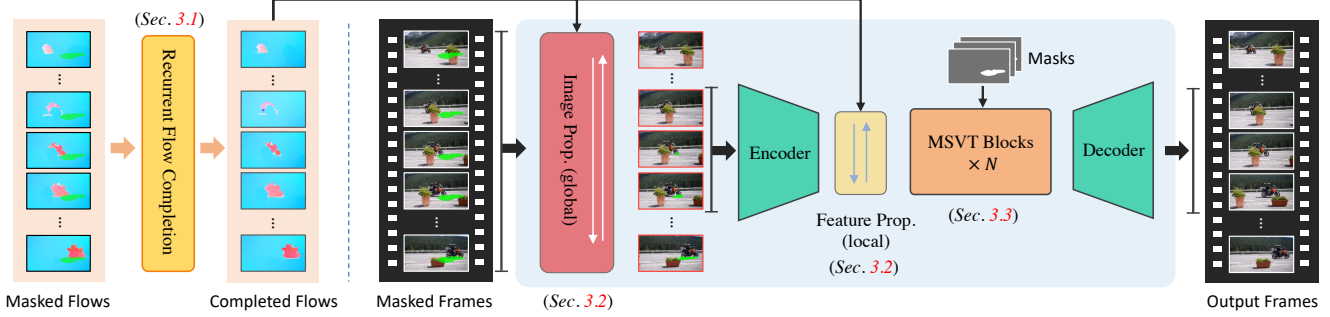 (Sec. 3.1)
Recurrent Flow Completion
Masked Flows
Completed Flows
Masked Frames
Image Prop. (global)
(Sec. 3.2)
Encoder
Feature Prop.
(local)
(Sec. 3.2)
Masks
MSVT Blocks
× N
(Sec. 3.3)
Decoder
Output Frames